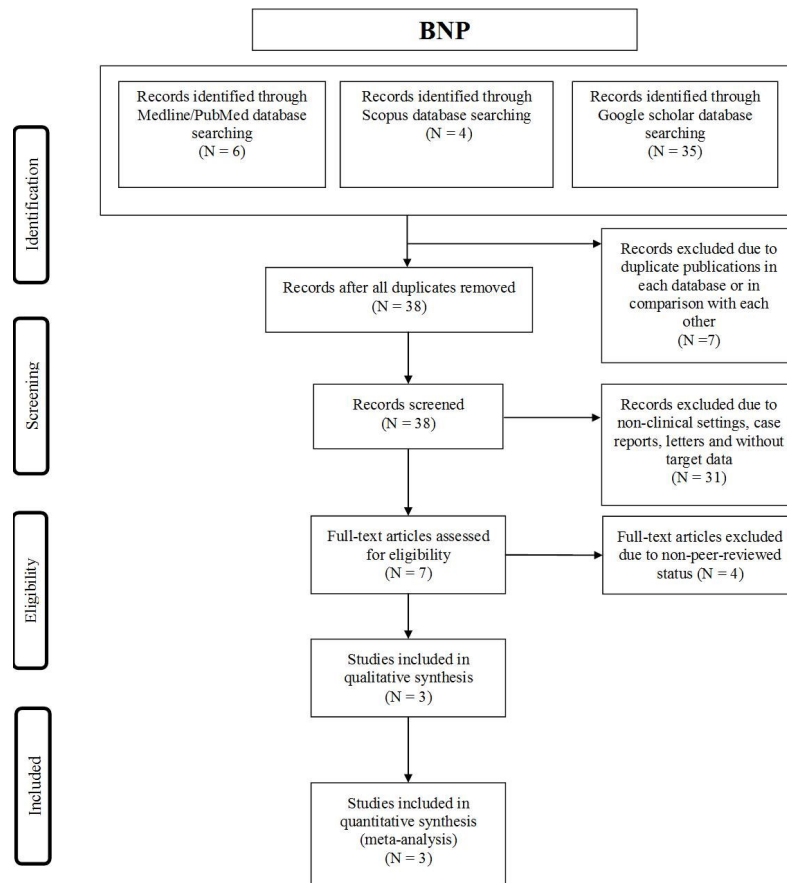 BNP
Records identified through
Medline/PubMed database
searching
(N = 6)
Records identified through
Scopus database searching
(N = 4)
Records identified through
Google scholar database
searching
(N = 35)
Identification
Records excluded due to
duplicate publications in
each database or in
comparison with each
other
(N =7)
Records after all duplicates removed
(N = 38)
Screening
Records screened
(N = 38)
Records excluded due to
non-clinical settings, case
reports, letters and without
target data
(N = 31)
Eligibility
Full-text articles assessed
for eligibility
(N = 7)
Full-text articles excluded
due to non-peer-reviewed
status (N = 4)
Studies included in
qualitative synthesis
(N = 3)
Included
Studies included in
quantitative synthesis
(meta-analysis)
(N = 3)